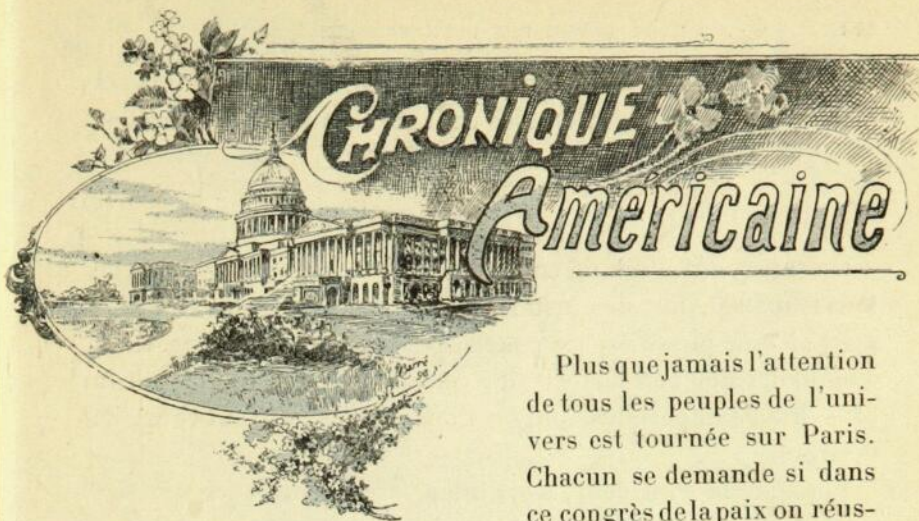 CHRONIQUE
Américaine
Plus que jamais l'attention
de tous les peuples de l'uni-
vers est tournée sur Paris.
Chacun se demande si dans
ce congrès de la paix on réus-